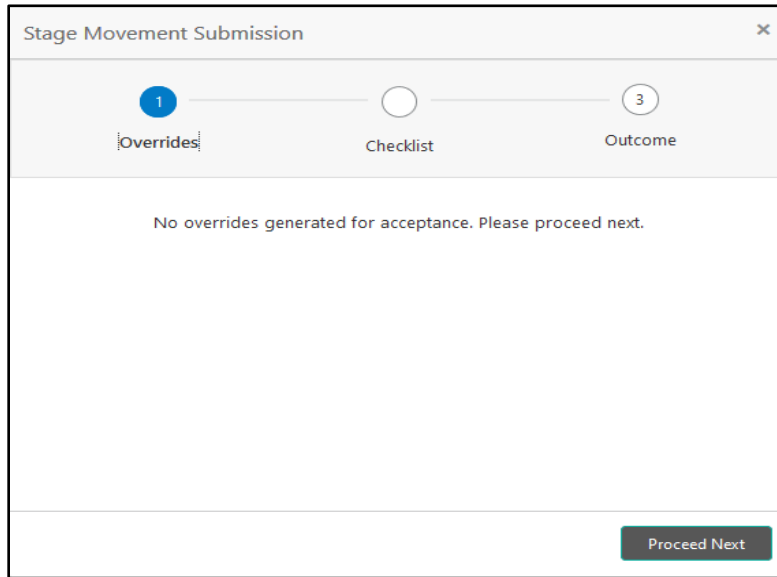 Stage Movement Submission ×
1 3
Overrides Checklist Outcome
No overrides generated for acceptance. Please proceed next.
Proceed Next